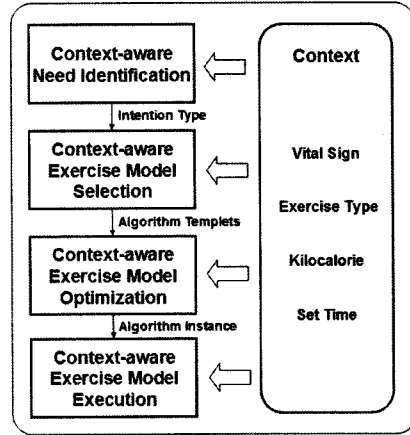 Context-aware
Need Identification
Intention Type
Context-aware
Exercise Model
Selection
Algorithm Templets
Context-aware
Exercise Model
Optimization
Algorithm Instance
Context-aware
Exercise Model
Execution
Context
Vital Sign
Exercise Type
Kilocalorie
Set Time